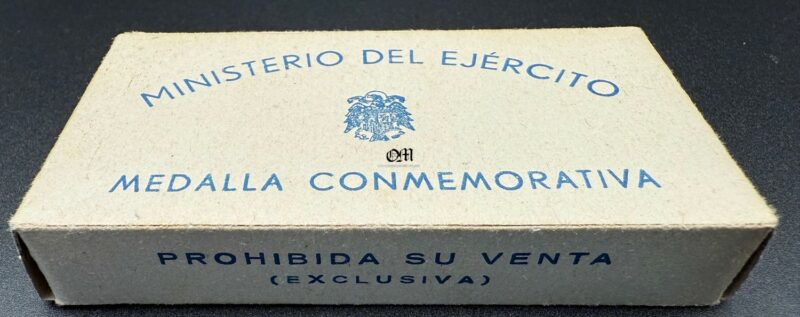 MINISTERIO DEL EJÉRCITO
OM
MEDALLA CONMEMORATIVA
PROHIBIDA SU VENTA
(EXCLUSIVA)